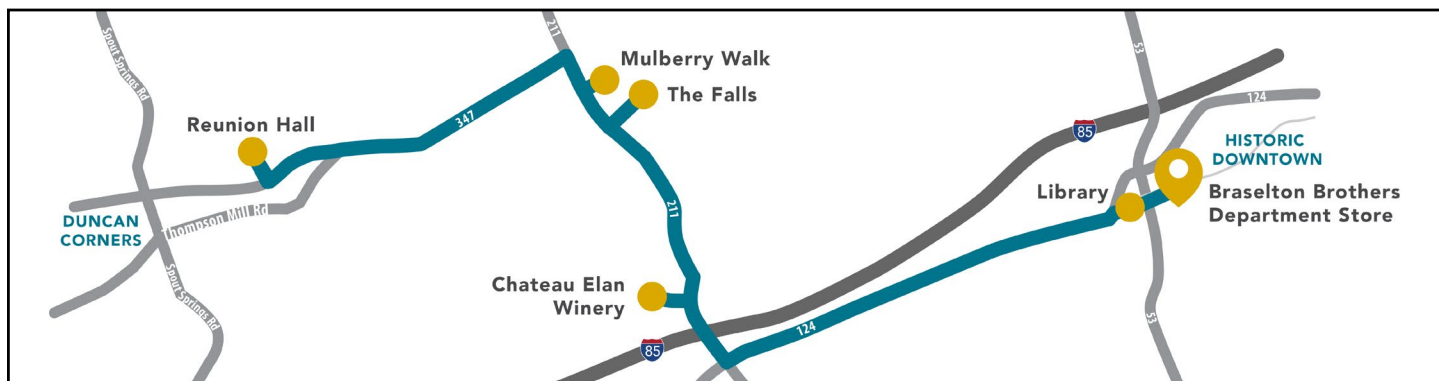 Spout Springs Rd
211
Mulberry Walk
The Falls
53
124
85
347
Reunion Hall
HISTORIC
DOWNTOWN
Library
Braselton Brothers
Department Store
DUNCAN
CORNERS
Thompson Mill Rd
211
Spout Springs Rd
Chateau Elan
Winery
124
53
85